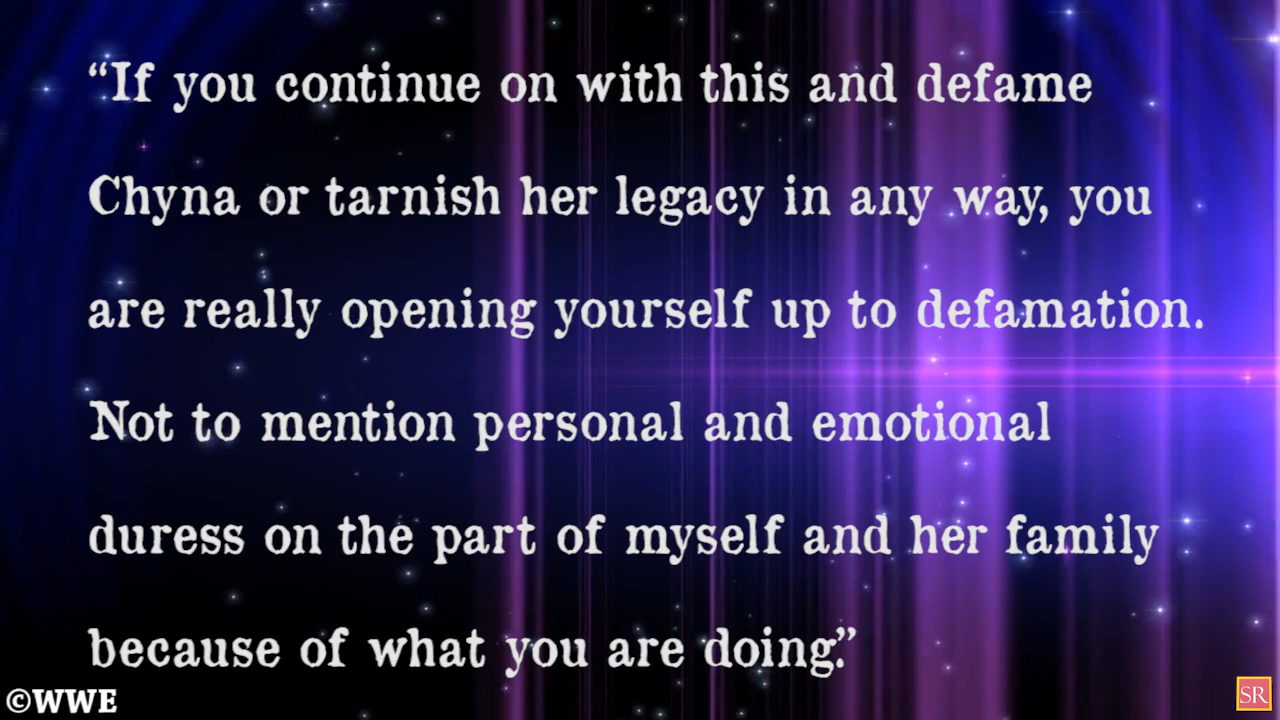 “If you continue on with this and defame
Chyna or tarnish her legacy in any way, you
are really opening yourself up to defamation.
Not to mention personal and emotional
duress on the part of myself and her family
because of what you are doing.”
©WWE
SR